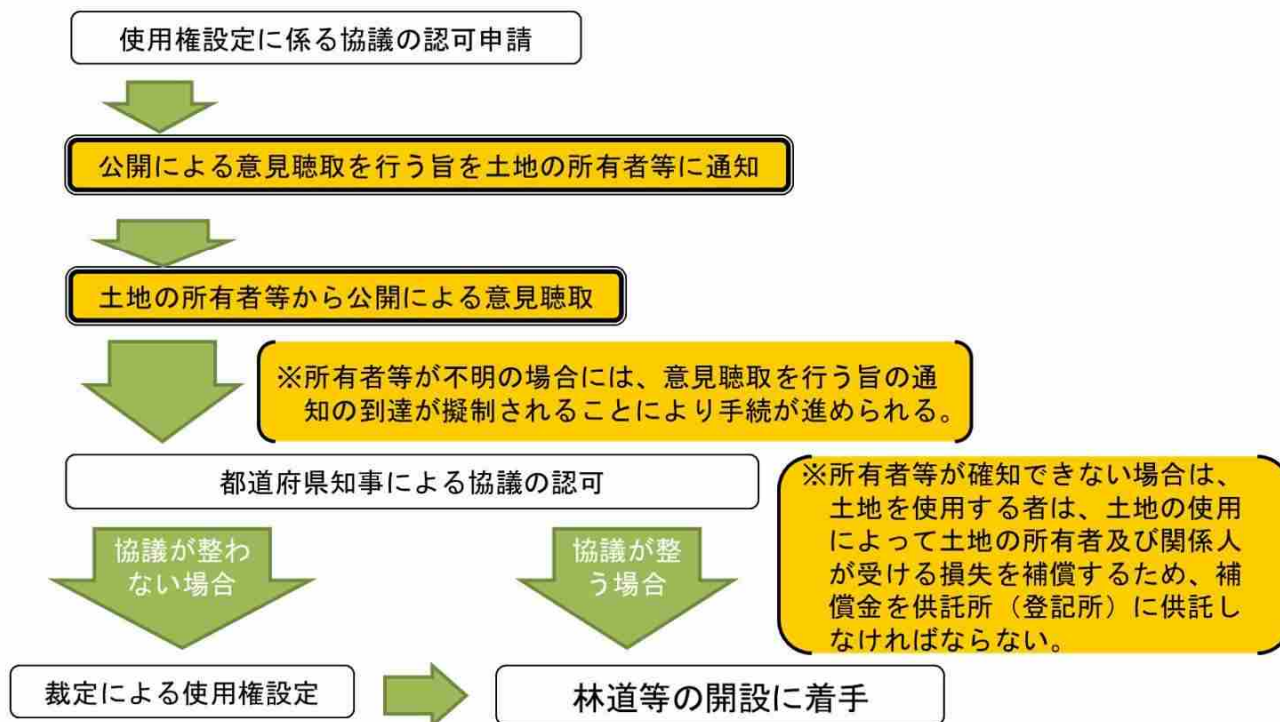 使用権設定に係る協議の認可申請
公開による意見聴取を行う旨を土地の所有者等に通知
土地の所有者等から公開による意見聴取
※所有者等が不明の場合には、意見聴取を行う旨の通
知の到達が擬制されることにより手続が進められる。
都道府県知事による協議の認可
※所有者等が確知できない場合は、
土地を使用する者は、土地の使用
によって土地の所有者及び関係人
が受ける損失を補償するため、補
償金を供託所（登記所）に供託し
なければならない。
協議が整わ
ない場合
協議が整
う場合
裁定による使用権設定
林道等の開設に着手